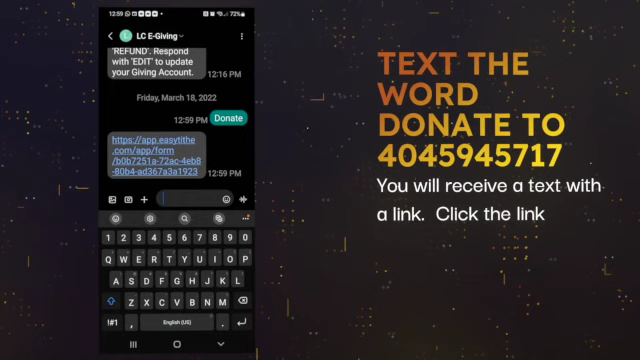 12:59
72%
LC E-Giving
'REFUND'. Respond
with 'EDIT' to update
your Giving Account.
12:16 PM
Friday, March 18, 2022
12:59 PM
Donate
https://app.easytithe
.com/app/form
/b0b7251a-72ac-4eb8
-80b4-ad367a3a1923
12:59 PM
1 2 3 4 5 6 7 8 9 0
Q W E R T Y U I O P
A S D F G H J K L
Z X C V B N M
!#1 , English (US) .
TEXT THE
WORD
DONATE TO
4045945717
You will receive a text with
a link. Click the link